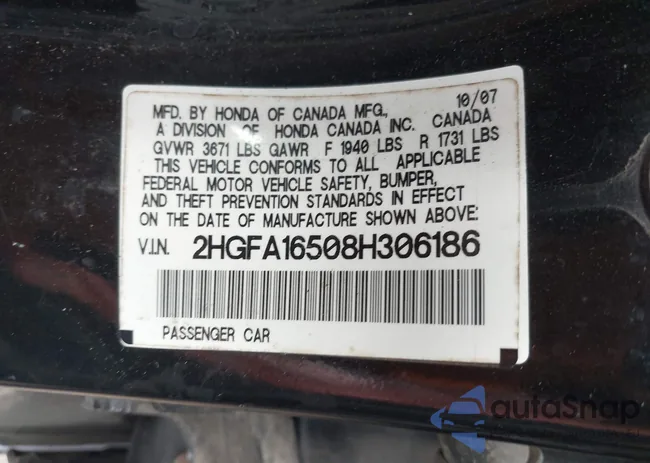 10/07
MFD. BY HONDA OF CANADA MFG.,
A DIVISION OF HONDA CANADA INC. CANADA
GVWR 3671 LBS GAWR F 1940 LBS R 1731 LBS
THIS VEHICLE CONFORMS TO ALL APPLICABLE
FEDERAL MOTOR VEHICLE SAFETY, BUMPER,
AND THEFT PREVENTION STANDARDS IN EFFECT
ON THE DATE OF MANUFACTURE SHOWN ABOVE:
V.I.N. 2HGFA16508H306186
PASSENGER CAR
autoSnap